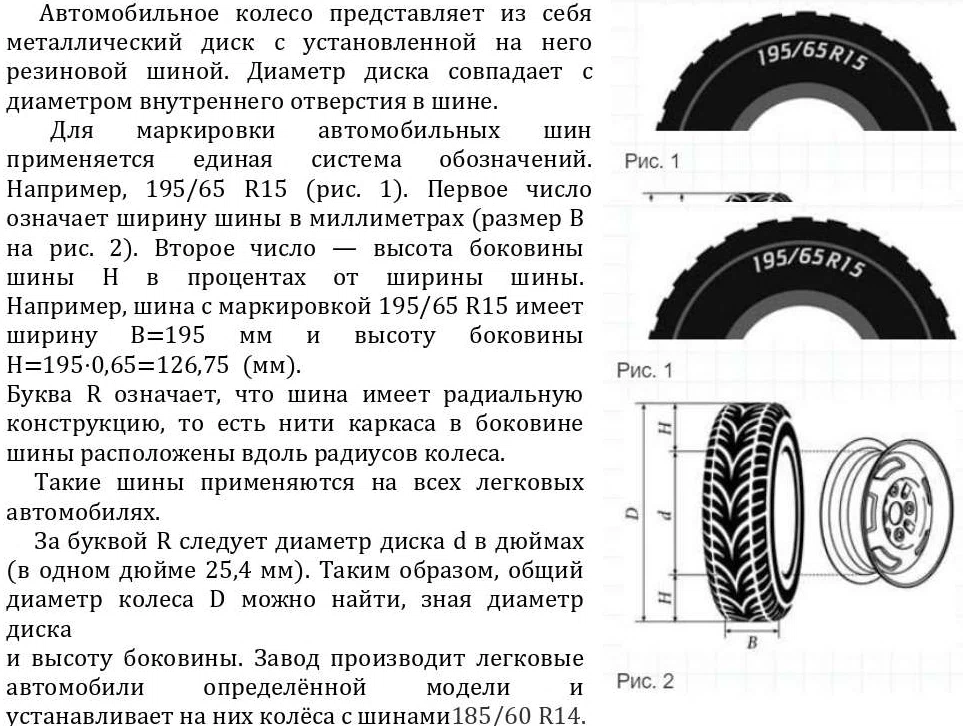 Автомобильное колесо представляет из себя
металлический диск с установленной на него
резиновой шиной. Диаметр диска совпадает с
диаметром внутреннего отверстия в шине.
Для маркировки автомобильных шин
применяется единая система обозначений.
Например, 195/65 R15 (рис. 1). Первое число
означает ширину шины в миллиметрах (размер В
на рис. 2). Второе число — высота боковины
шины Н в процентах от ширины шины.
Например, шина с маркировкой 195/65 R15 имеет
ширину В=195 мм и высоту боковины
Н=195·0,65=126,75 (мм).
Буква R означает, что шина имеет радиальную
конструкцию, то есть нити каркаса в боковине
шины расположены вдоль радиусов колеса.
Такие шины применяются на всех легковых
автомобилях.
За буквой R следует диаметр диска d в дюймах
(в одном дюйме 25,4 мм). Таким образом, общий
диаметр колеса D можно найти, зная диаметр
диска
и высоту боковины. Завод производит легковые
автомобили определённой модели и
устанавливает на них колёса с шинами185/60 R14.
195/65R15
Рис. 1
195/65R15
Рис. 1
H
D
d
H
B
Рис. 2